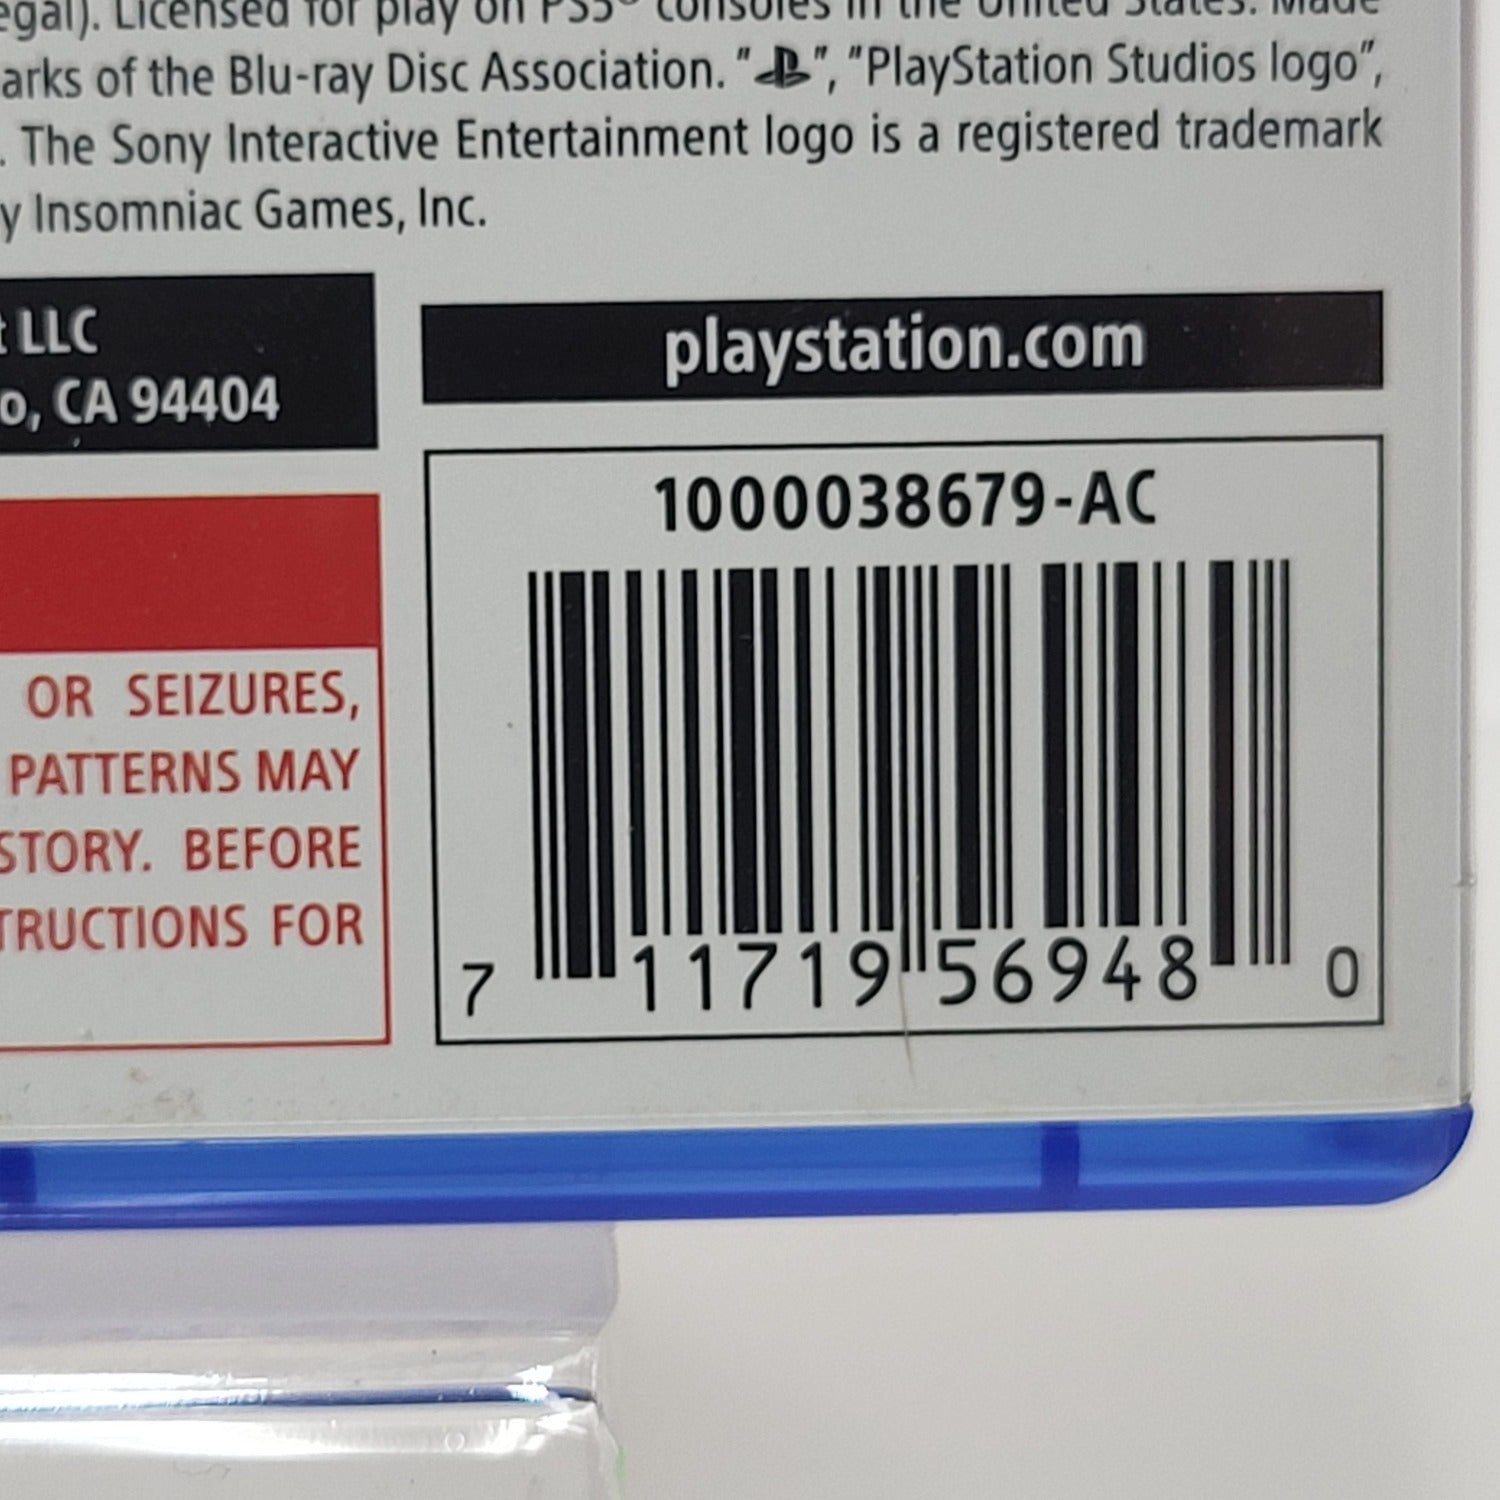 egal). Licensed for play on PS5® consoles in the United States. Made
arks of the Blu-ray Disc Association. "", "PlayStation Studios logo",
. The Sony Interactive Entertainment logo is a registered trademark
y Insomniac Games, Inc.
t LLC
o, CA 94404
playstation.com
1000038679-AC
OR SEIZURES,
PATTERNS MAY
STORY. BEFORE
TRUCTIONS FOR
7 11719 56948 0